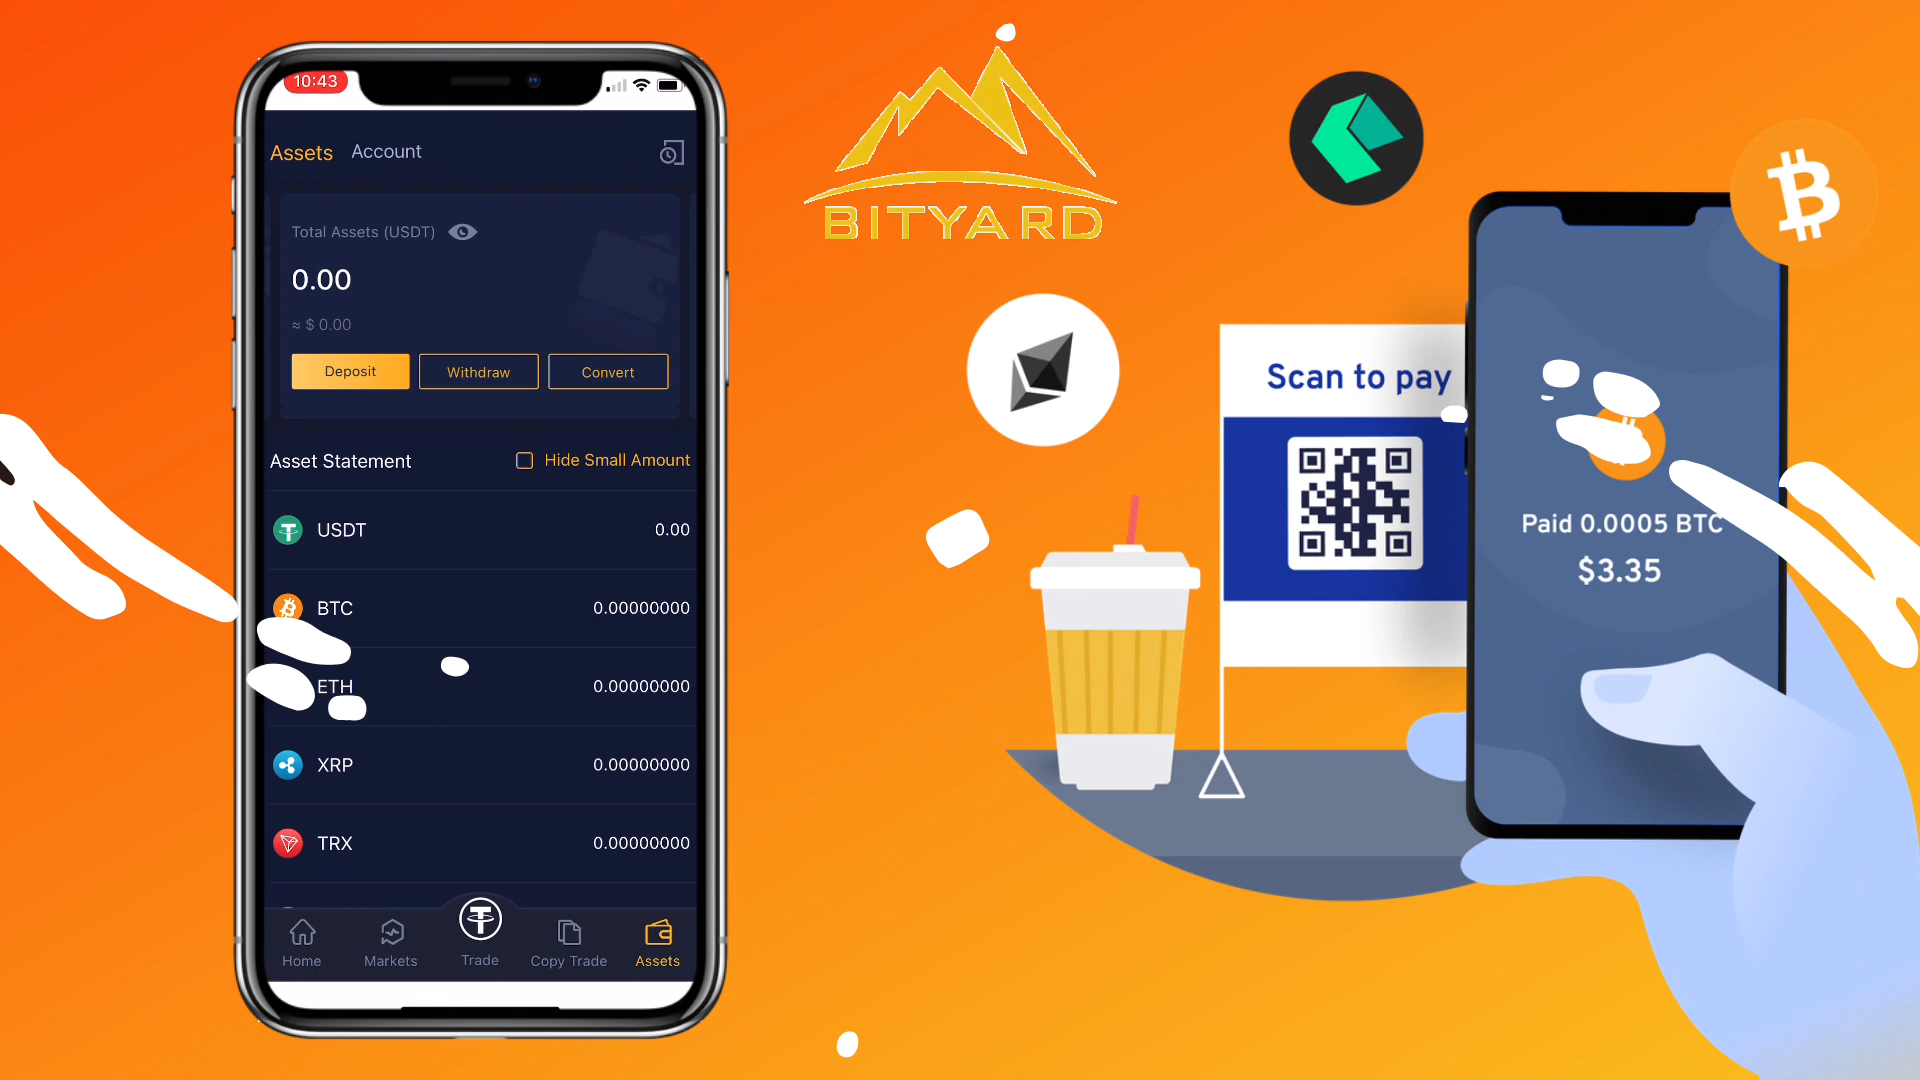 10:43
Assets Account
Total Assets (USDT)
0.00
≈ $ 0.00
Deposit Withdraw Convert
Asset Statement Hide Small Amount
USDT 0.00
BTC 0.00000000
ETH 0.00000000
XRP 0.00000000
TRX 0.00000000
Home Markets Trade Copy Trade Assets
BITYARD
Scan to pay
Paid 0.0005 BTC
$3.35